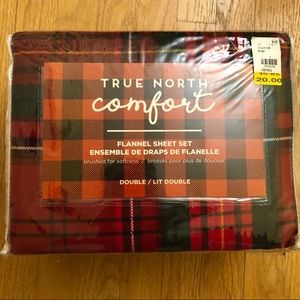 TRUE NORTH
comfort
FLANNEL SHEET SET
ENSEMBLE DE DRAPS DE FLANELLE
brushed for softness / brossés pour plus de douceur
DOUBLE / LIT DOUBLE
20.00